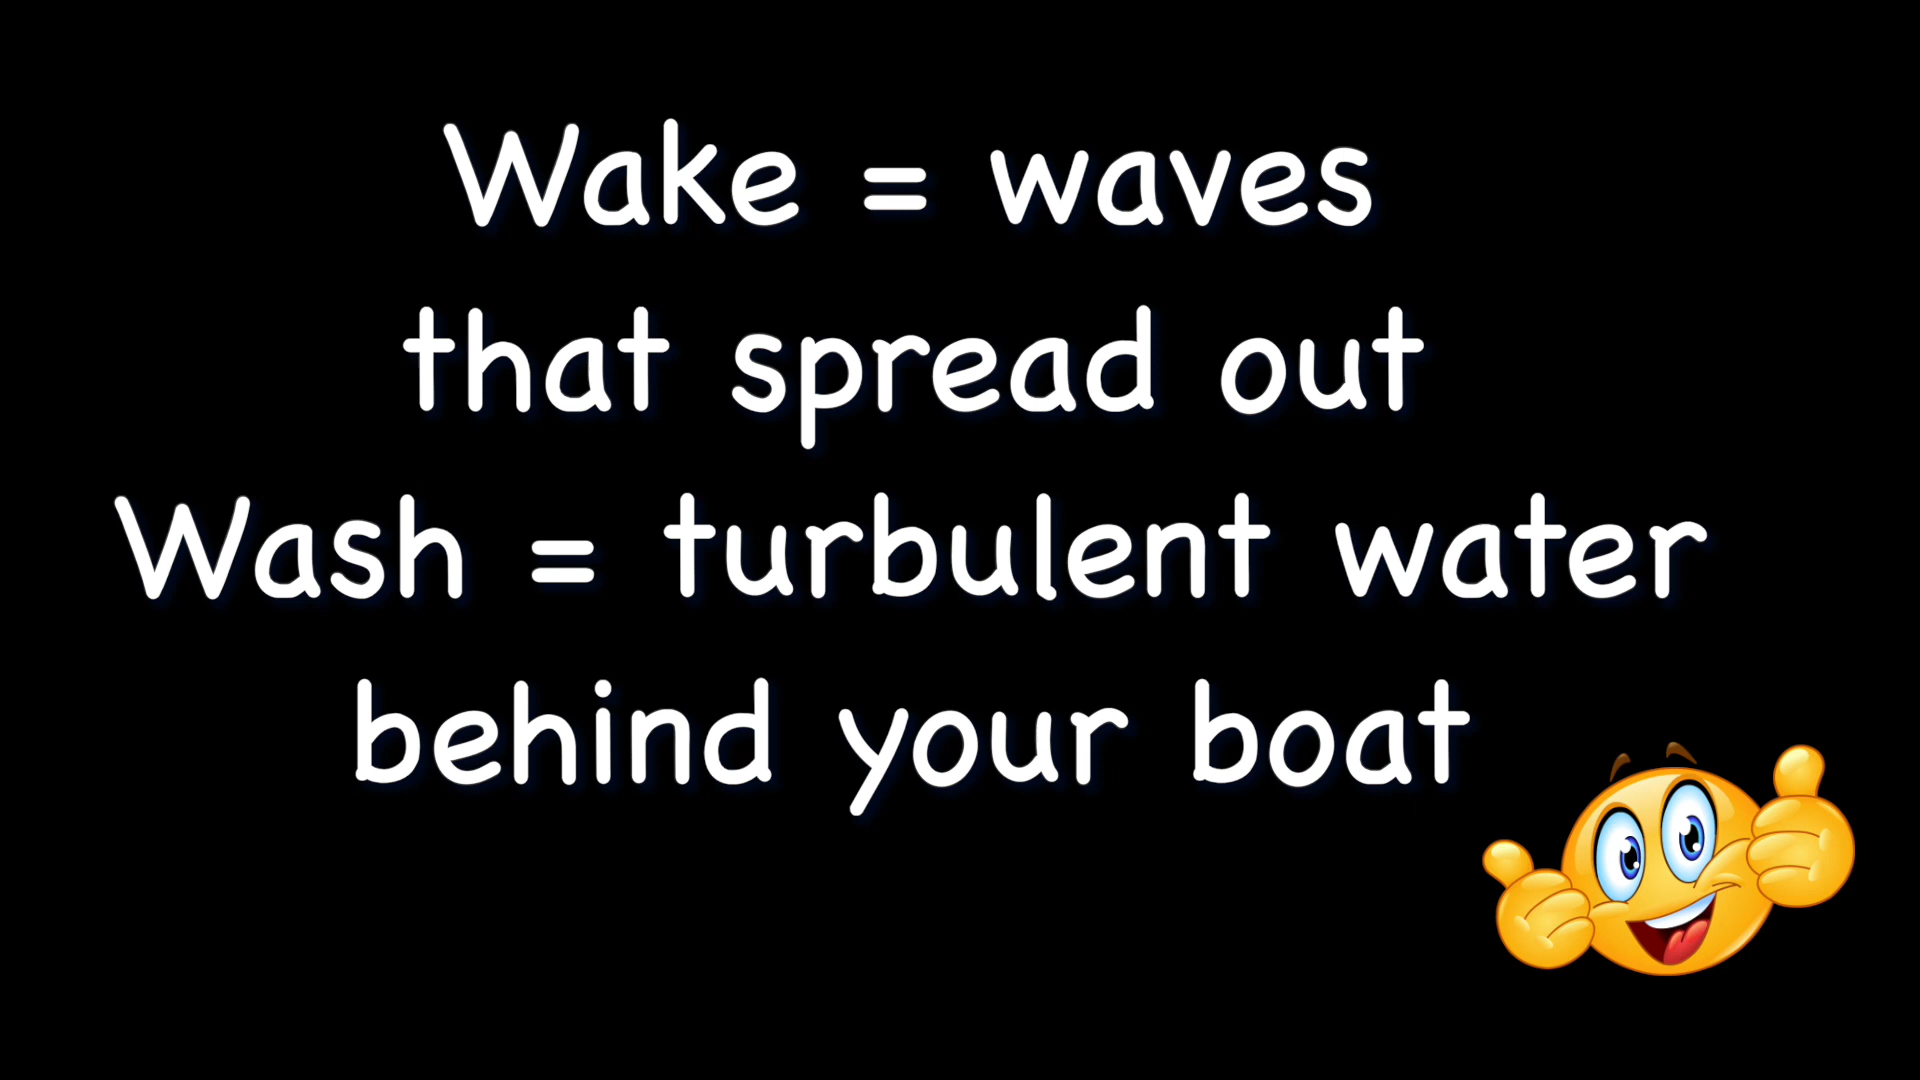 Wake = waves
that spread out
Wash = turbulent water
behind your boat